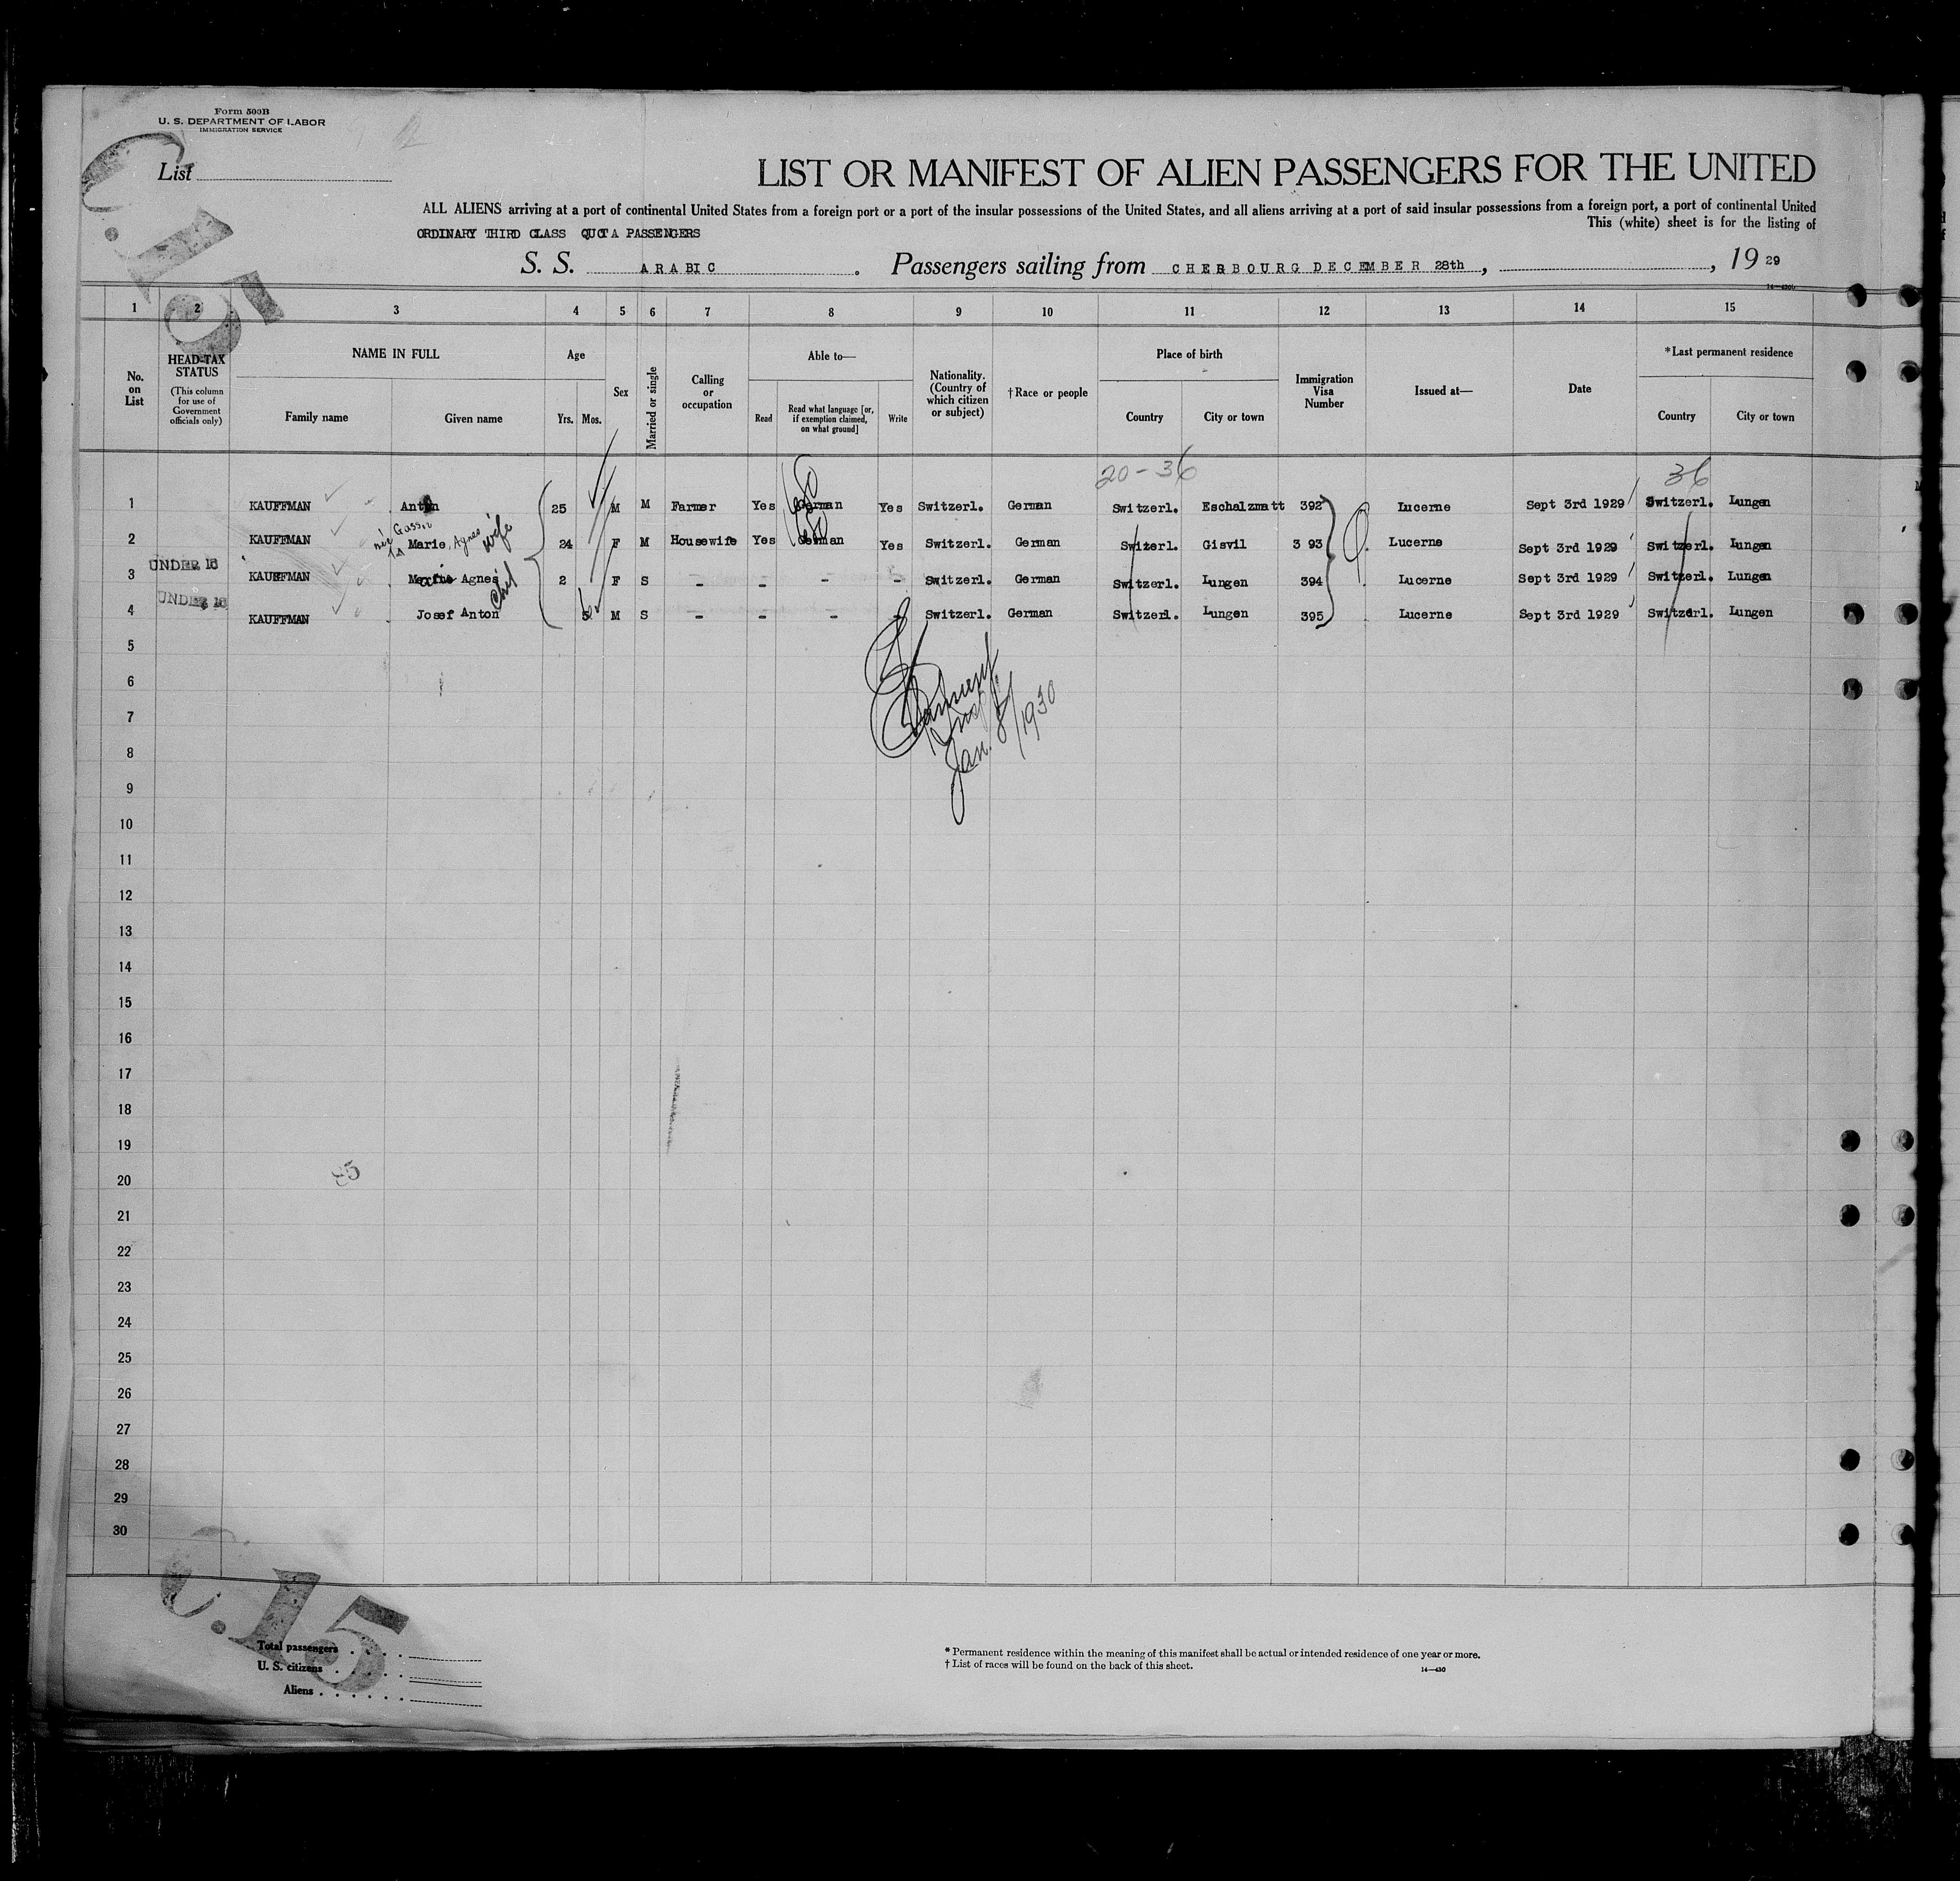 Form 500B
U. S. DEPARTMENT OF LABOR
IMMIGRATION SERVICE
List
LIST OR MANIFEST OF ALIEN PASSENGERS FOR THE UNITED
ALL ALIENS arriving at a port of continental United States from a foreign port or a port of the insular possessions of the United States, and all aliens arriving at a port of said insular possessions from a foreign port, a port of continental United
This (white) sheet is for the listing of
ORDINARY THIRD CLASS QUOTA PASSENGERS
S. S. ARABIC. Passengers sailing from CHERBOURG DECEMBER 28th, , 19 29
1 2 3 4 5 6 7 8 9 10 11 12 13 14 15
No. on List
HEAD-TAX STATUS
(This column for use of Government officials only)
NAME IN FULL
Family name Given name
Age
Yrs. Mos.
Sex
Married or single
Calling or occupation
Able to—
Read
Read what language [or, if exemption claimed, on what ground]
Write
Nationality. (Country of which citizen or subject)
†Race or people
Place of birth
Country City or town
Immigration Visa Number
Issued at—
Date
*Last permanent residence
Country City or town
20-36 36
1 KAUFFMAN Anton 25 M M Farmer Yes German Yes Switzerl. German Switzerl. Eschalzmatt 392 Lucerne Sept 3rd 1929 Switzerl. Lungen
2 KAUFFMAN Marie Agnes wife 24 F M Housewife Yes German Yes Switzerl. German Switzerl. Gisvil 3 93 Lucerne Sept 3rd 1929 Switzerl. Lungen
UNDER 16
3 KAUFFMAN Marie Agnes 2 F S - - - - Switzerl. German Switzerl. Lungen 394 Lucerne Sept 3rd 1929 Switzerl. Lungen
UNDER 16
4 KAUFFMAN Josef Anton 5 M S - - - - Switzerl. German Switzerl. Lungen 395 Lucerne Sept 3rd 1929 Switzerl. Lungen
5
6
7
Jan. 8/1930
8
9
10
11
12
13
14
15
16
17
18
19
20
21
22
23
24
25
26
27
28
29
30
C.15
Total passengers
U. S. citizens
Aliens
* Permanent residence within the meaning of this manifest shall be actual or intended residence of one year or more.
† List of races will be found on the back of this sheet.
14—430